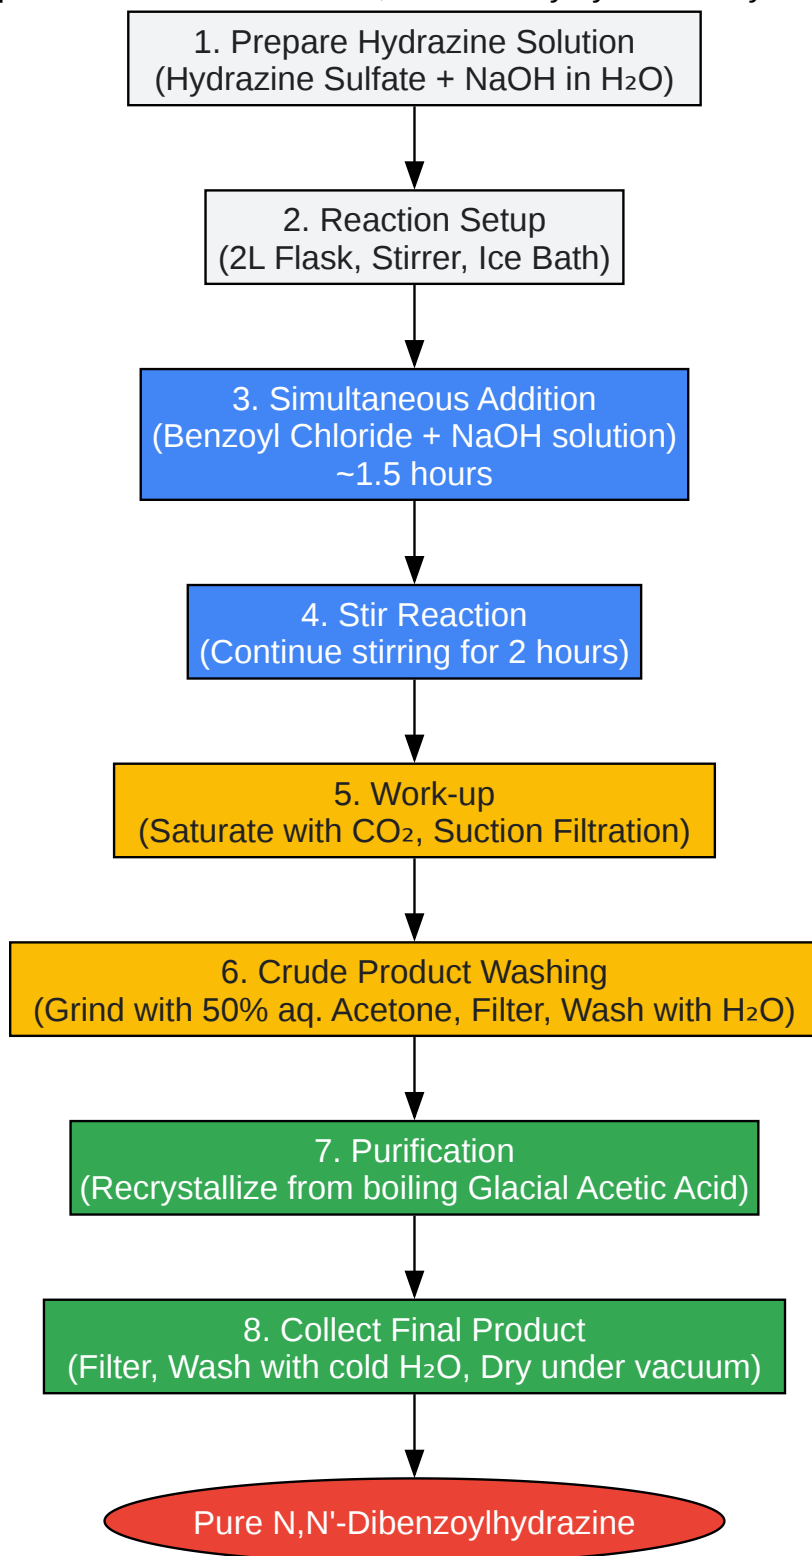 1. Prepare Hydrazine Solution
(Hydrazine Sulfate + NaOH in H₂O)
2. Reaction Setup
(2L Flask, Stirrer, Ice Bath)
3. Simultaneous Addition
(Benzoyl Chloride + NaOH solution)
~1.5 hours
4. Stir Reaction
(Continue stirring for 2 hours)
5. Work-up
(Saturate with CO₂, Suction Filtration)
6. Crude Product Washing
(Grind with 50% aq. Acetone, Filter, Wash with H₂O)
7. Purification
(Recrystallize from boiling Glacial Acetic Acid)
8. Collect Final Product
(Filter, Wash with cold H₂O, Dry under vacuum)
Pure N,N'-Dibenzoylhydrazine